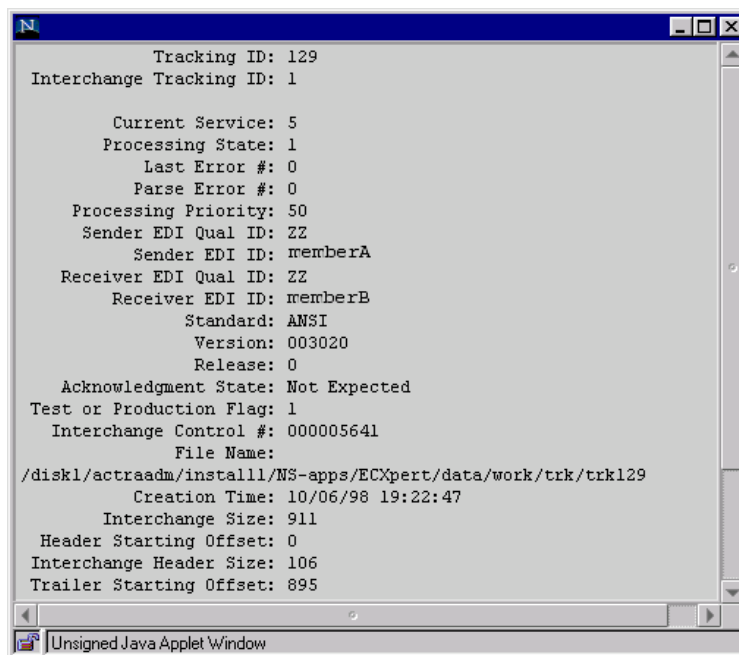 N
Tracking ID: 129
Interchange Tracking ID: 1
Current Service: 5
Processing State: 1
Last Error #: 0
Parse Error #: 0
Processing Priority: 50
Sender EDI Qual ID: ZZ
Sender EDI ID: memberA
Receiver EDI Qual ID: ZZ
Receiver EDI ID: memberB
Standard: ANSI
Version: 003020
Release: 0
Acknowledgment State: Not Expected
Test or Production Flag: 1
Interchange Control #: 000005641
File Name:
/disk1/actraadm/install1/NS-apps/ECXpert/data/work/trk/trk129
Creation Time: 10/06/98 19:22:47
Interchange Size: 911
Header Starting Offset: 0
Interchange Header Size: 106
Trailer Starting Offset: 895
Unsigned Java Applet Window